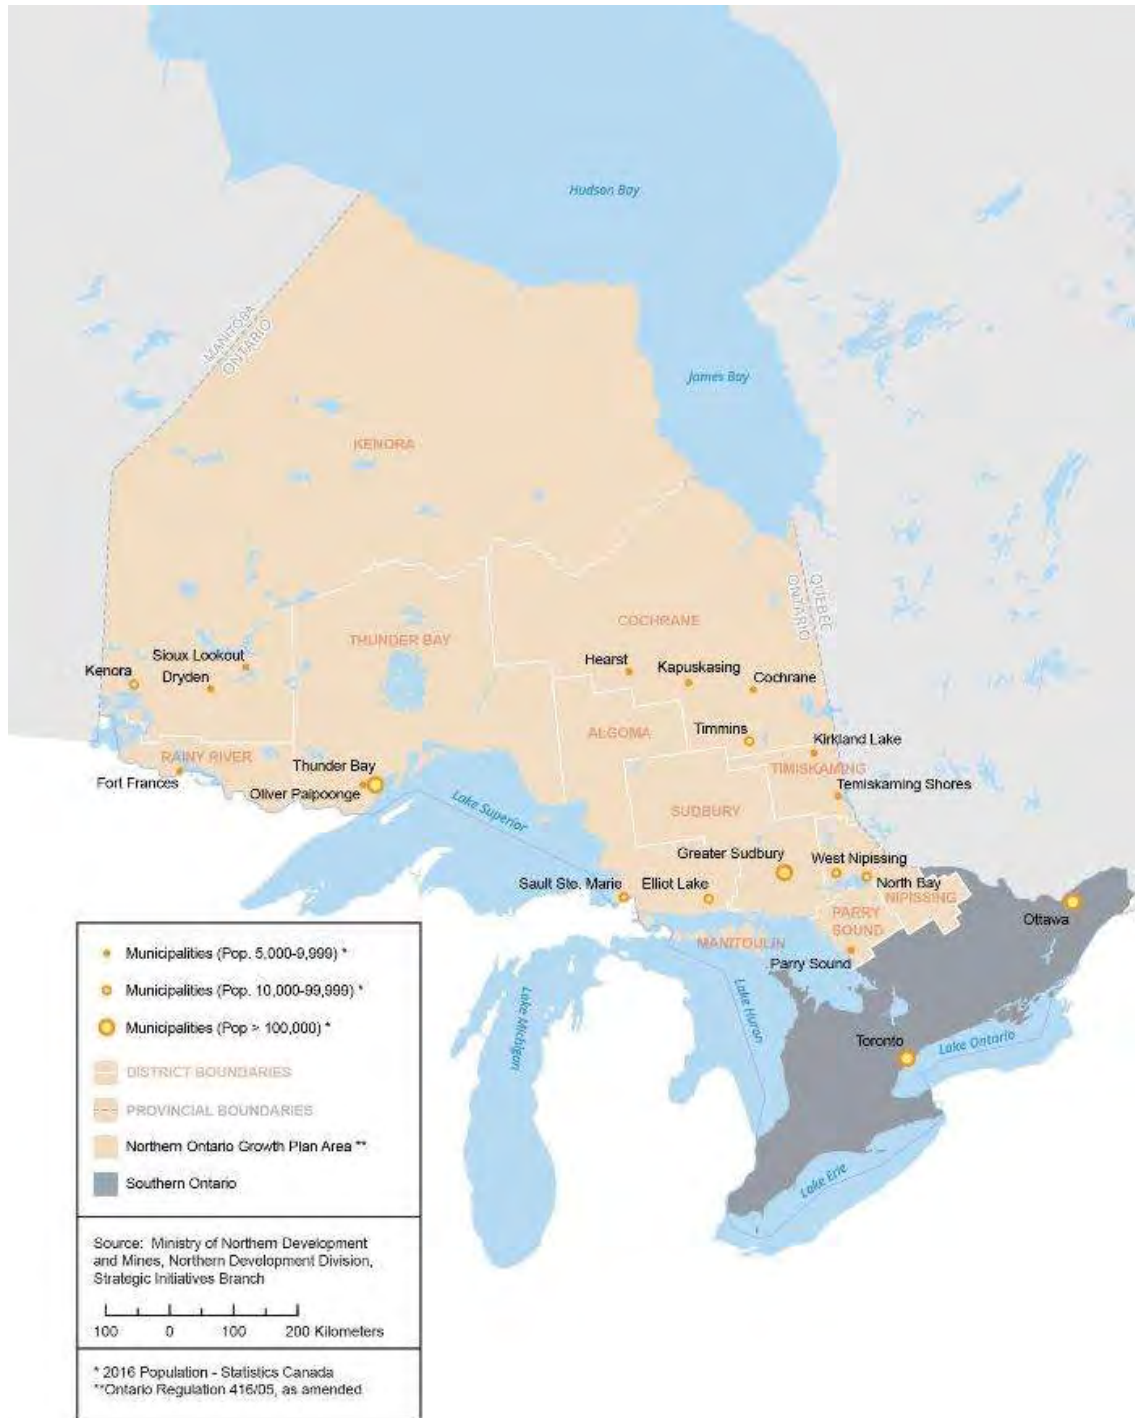 Hudson Bay
MANITOBA
ONTARIO
James Bay
KENORA
QUEBEC
ONTARIO
COCHRANE
THUNDER BAY
Sioux Lookout
Hearst
Kapuskasing
Kenora
Dryden
Cochrane
ALGOMA
Timmins
Kirkland Lake
RAINY RIVER
Thunder Bay
TIMISKAMING
Fort Frances
Temiskaming Shores
Oliver Paipoonge
Lake Superior
SUDBURY
Greater Sudbury
West Nipissing
Sault Ste. Marie
Elliot Lake
North Bay
NIPISSING
PARRY
SOUND
Ottawa
MANITOULIN
Parry Sound
Lake Michigan
Lake Huron
Toronto
Lake Ontario
Lake Erie
Municipalities (Pop. 5,000-9,999) *
Municipalities (Pop. 10,000-99,999) *
Municipalities (Pop > 100,000) *
DISTRICT BOUNDARIES
PROVINCIAL BOUNDARIES
Northern Ontario Growth Plan Area **
Southern Ontario
Source: Ministry of Northern Development
and Mines, Northern Development Division,
Strategic Initiatives Branch
100 0 100 200 Kilometers
* 2016 Population - Statistics Canada
**Ontario Regulation 416/05, as amended